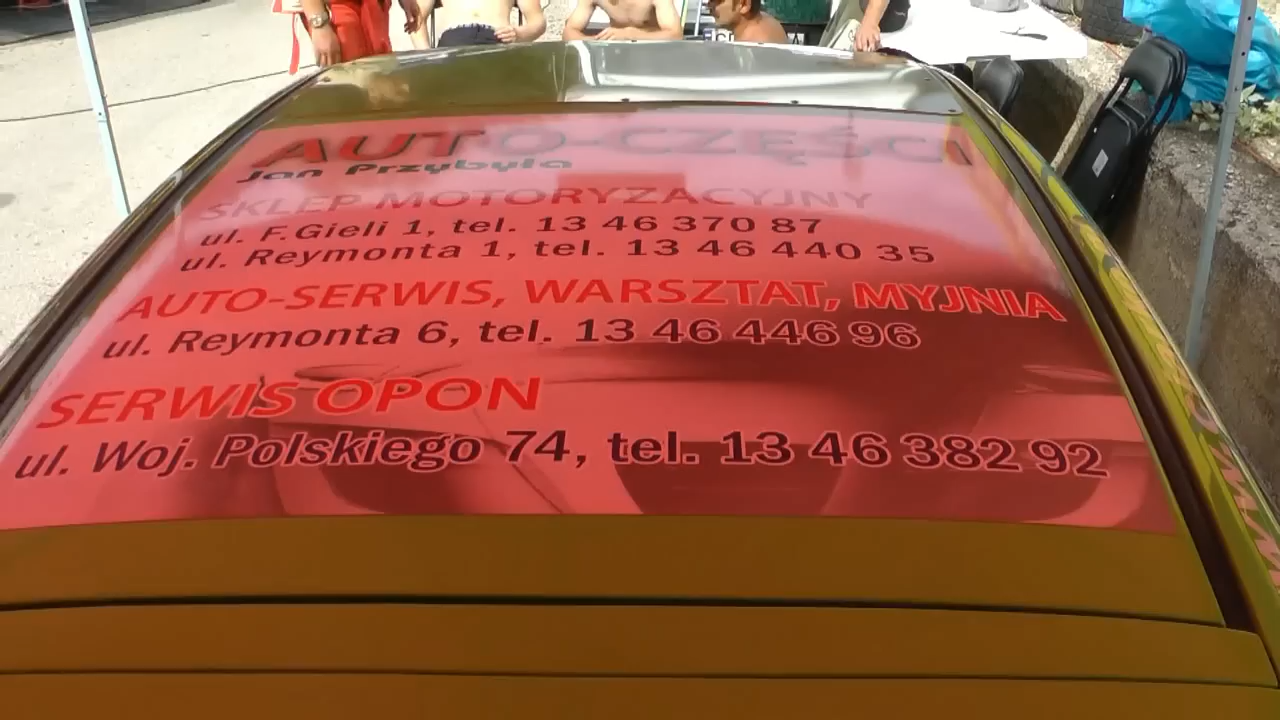 AUTO-CZĘŚCI
Jan Przybyła
SKLEP MOTORYZACYJNY
ul. F.Gieli 1, tel. 13 46 370 87
ul. Reymonta 1, tel. 13 46 440 35
AUTO-SERWIS, WARSZTAT, MYJNIA
ul. Reymonta 6, tel. 13 46 446 96
SERWIS OPON
ul. Woj. Polskiego 74, tel. 13 46 382 92